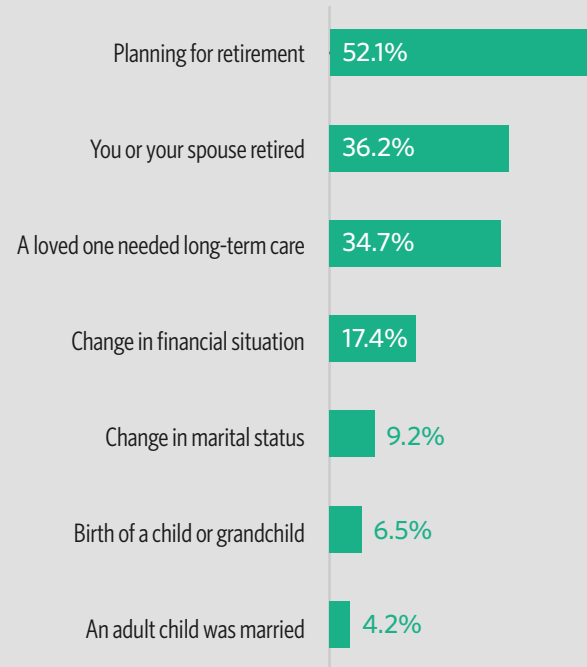 Planning for retirement 52.1%
You or your spouse retired 36.2%
A loved one needed long-term care 34.7%
Change in financial situation 17.4%
Change in marital status 9.2%
Birth of a child or grandchild 6.5%
An adult child was married 4.2%